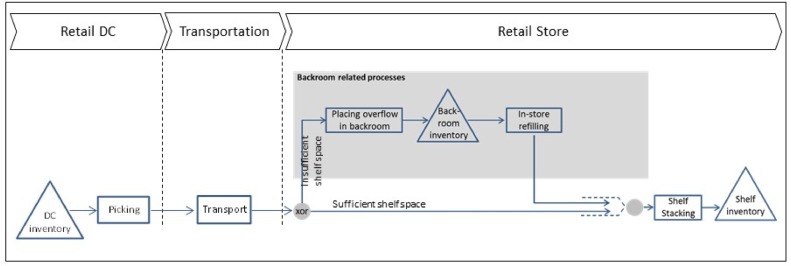 Retail DC
Transportation
Retail Store
Backroom related processes
Placing overflow
in backroom
Back-
room
inventory
In-store
refilling
Insufficient
shelf space
DC
inventory
Picking
Transport
xor
Sufficient shelf space
Shelf
Stacking
Shelf
inventory